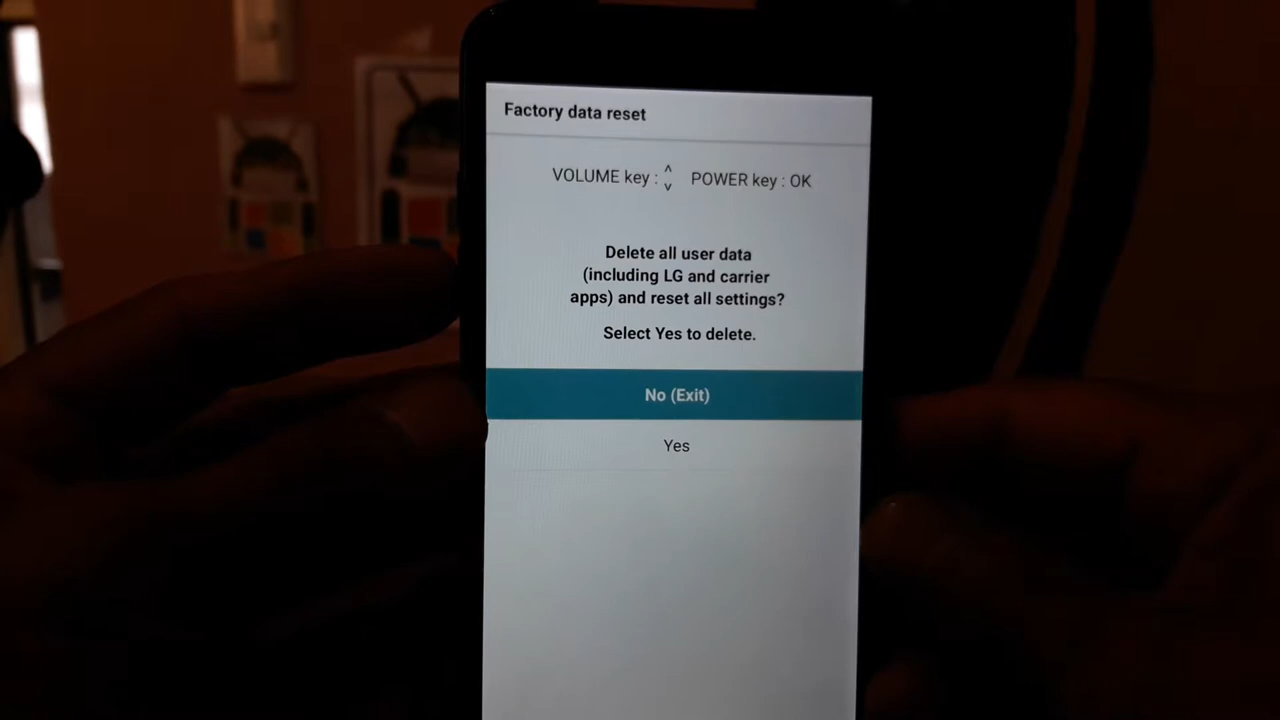 Factory data reset
VOLUME key : ^ v POWER key : OK
Delete all user data
(including LG and carrier
apps) and reset all settings?
Select Yes to delete.
No (Exit)
Yes